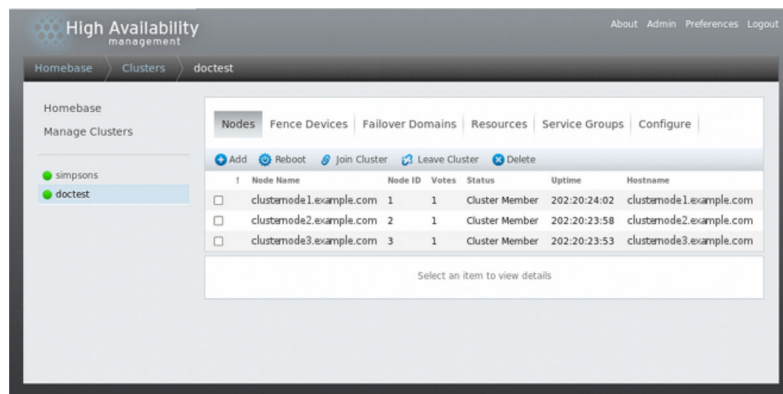 High Availability
management
About Admin Preferences Logout
Homebase Clusters doctest
Homebase
Manage Clusters
simpsons
doctest
Nodes Fence Devices Failover Domains Resources Service Groups Configure
Add Reboot Join Cluster Leave Cluster Delete
! Node Name Node ID Votes Status Uptime Hostname
clusternode1.example.com 1 1 Cluster Member 202:20:24:02 clusternode1.example.com
clusternode2.example.com 2 1 Cluster Member 202:20:23:58 clusternode2.example.com
clusternode3.example.com 3 1 Cluster Member 202:20:23:53 clusternode3.example.com
Select an item to view details